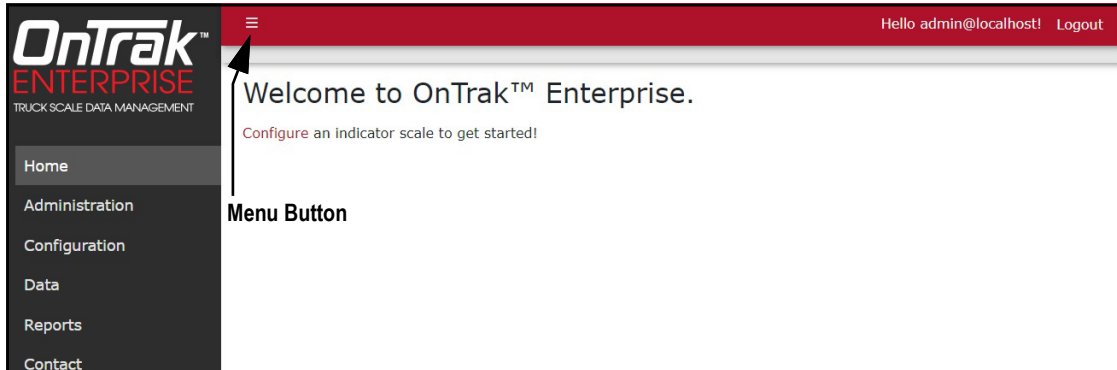 OnTrak™
ENTERPRISE
TRUCK SCALE DATA MANAGEMENT
Home
Administration
Configuration
Data
Reports
Contact
☰
Hello admin@localhost! Logout
Welcome to OnTrak™ Enterprise.
Configure an indicator scale to get started!
Menu Button